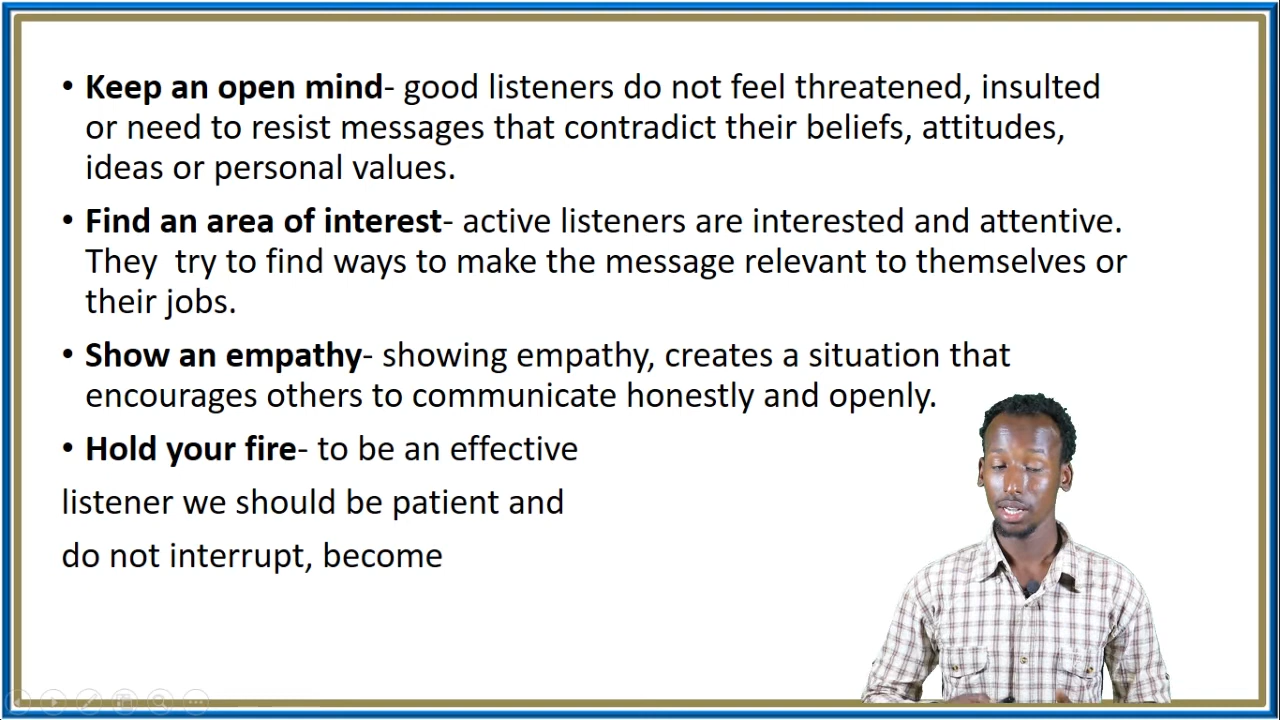 • Keep an open mind- good listeners do not feel threatened, insulted
or need to resist messages that contradict their beliefs, attitudes,
ideas or personal values.
• Find an area of interest- active listeners are interested and attentive.
They  try to find ways to make the message relevant to themselves or
their jobs.
• Show an empathy- showing empathy, creates a situation that
encourages others to communicate honestly and openly.
• Hold your fire- to be an effective
listener we should be patient and
do not interrupt, become